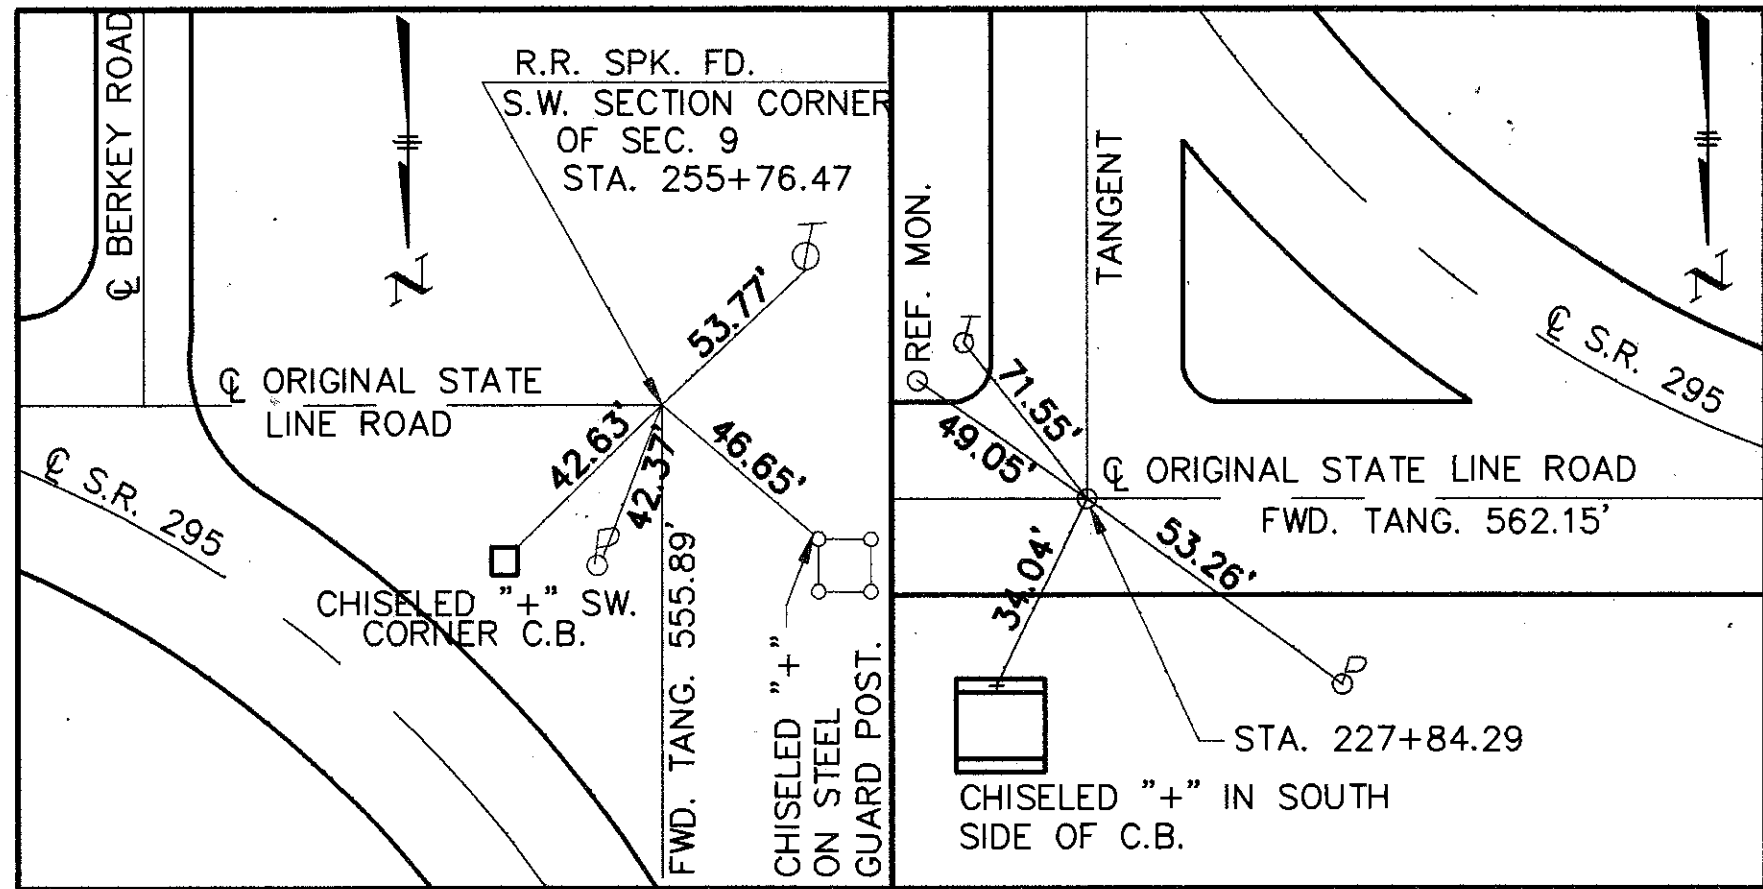 ℄ BERKEY ROAD
R.R. SPK. FD.
S.W. SECTION CORNER
OF SEC. 9
STA. 255+76.47
N
53.77'
℄ ORIGINAL STATE
LINE ROAD
42.63'
42.37'
46.65'
℄ S.R. 295
P
CHISELED "+" SW.
CORNER C.B.
FWD. TANG. 555.89'
CHISELED "+"
ON STEEL
GUARD POST.
T
REF. MON.
TANGENT
N
T
℄ S.R. 295
71.55'
49.05'
℄ ORIGINAL STATE LINE ROAD
FWD. TANG. 562.15'
34.04'
53.26'
P
STA. 227+84.29
CHISELED "+" IN SOUTH
SIDE OF C.B.